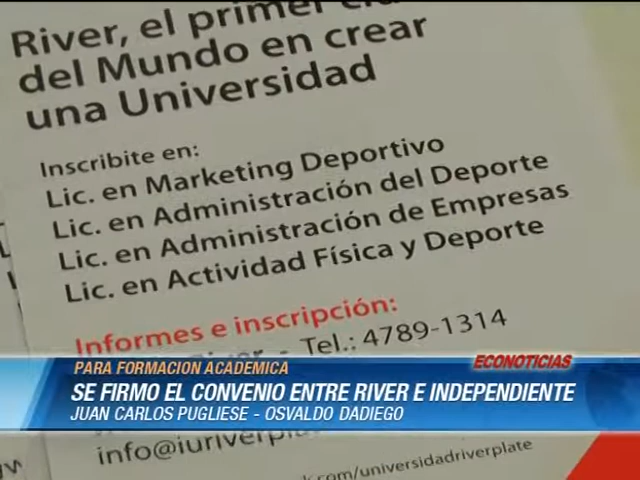 River, el primer
del Mundo en crear
una Universidad
Inscribite en:
Lic. en Marketing Deportivo
Lic. en Administración del Deporte
Lic. en Administración de Empresas
Lic. en Actividad Física y Deporte
Informes e inscripción:
- Tel.: 4789-1314
ECONOTICIAS
PARA FORMACION ACADEMICA
SE FIRMO EL CONVENIO ENTRE RIVER E INDEPENDIENTE
JUAN CARLOS PUGLIESE - OSVALDO DADIEGO
info@iuriverplate
.com/universidadriverplate